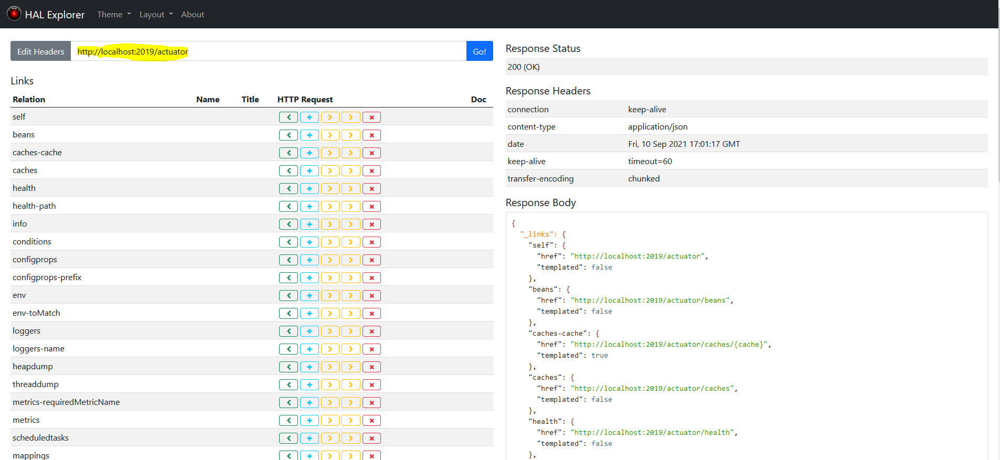 HAL Explorer Theme Layout About
Edit Headers http://localhost:2019/actuator Go!
Links
Relation Name Title HTTP Request Doc
self
beans
caches-cache
caches
health
health-path
info
conditions
configprops
configprops-prefix
env
env-toMatch
loggers
loggers-name
heapdump
threaddump
metrics-requiredMetricName
metrics
scheduledtasks
mappings
Response Status
200 (OK)
Response Headers
connection keep-alive
content-type application/json
date Fri, 10 Sep 2021 17:01:17 GMT
keep-alive timeout=60
transfer-encoding chunked
Response Body
{
"_links": {
"self": {
"href": "http://localhost:2019/actuator",
"templated": false
},
"beans": {
"href": "http://localhost:2019/actuator/beans",
"templated": false
},
"caches-cache": {
"href": "http://localhost:2019/actuator/caches/{cache}",
"templated": true
},
"caches": {
"href": "http://localhost:2019/actuator/caches",
"templated": false
},
"health": {
"href": "http://localhost:2019/actuator/health",
"templated": false
},